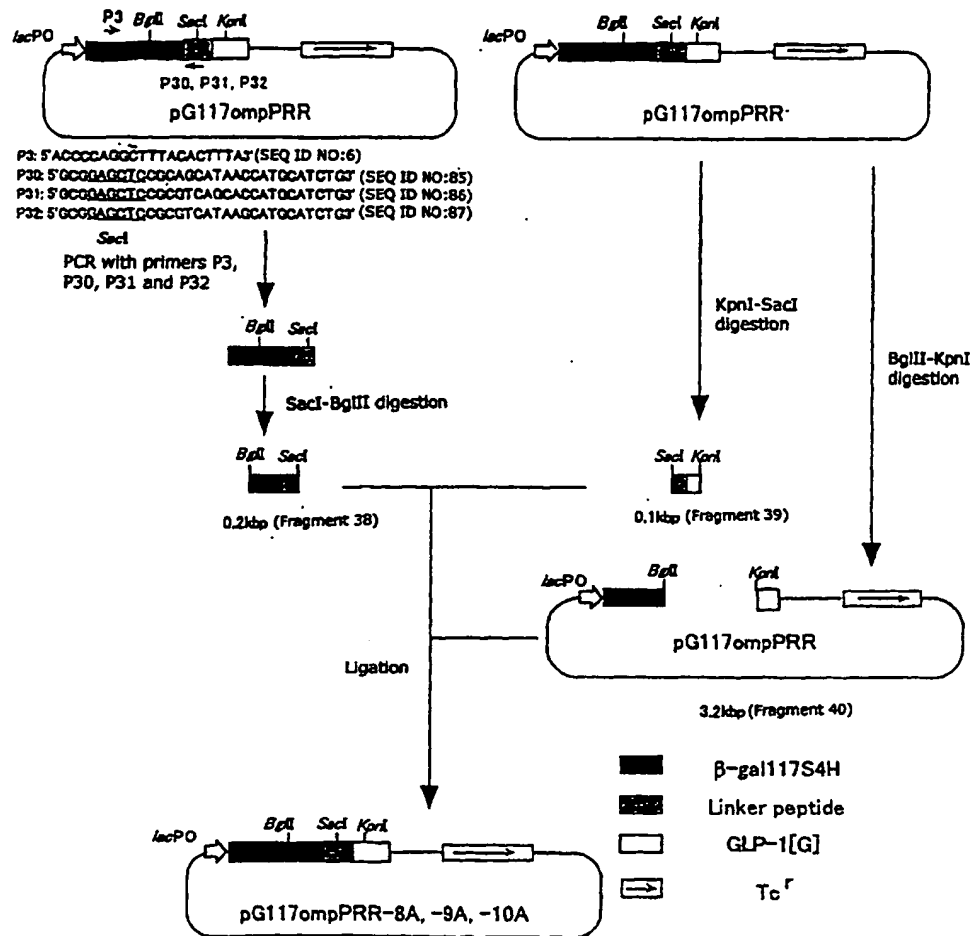 lacPO
P3
BglII
SacI
KpnI
P30, P31, P32
pG117ompPRR
lacPO
BglII
SacI
KpnI
pG117ompPRR
P3: 5'ACCCCAGGCTTTACACTTTA3' (SEQ ID NO:6)
P30: 5'GCGGAGCTCCGCAGCATAACCATGCATCTG3' (SEQ ID NO:85)
P31: 5'GCGGAGCTCCGCGTCAGCACCATGCATCTG3' (SEQ ID NO:86)
P32: 5'GCGGAGCTCCGCGTCATAAGCATGCATCTG3' (SEQ ID NO:87)
SacI
PCR with primers P3,
P30, P31 and P32
BglII
SacI
SacI-BglII digestion
BglII
SacI
0.2kbp (Fragment 38)
KpnI-SacI
digestion
BglII-KpnI
digestion
SacI
KpnI
0.1kbp (Fragment 39)
lacPO
BglII
KpnI
pG117ompPRR
3.2kbp (Fragment 40)
Ligation
β-gal117S4H
Linker peptide
GLP-1[G]
Tc r
lacPO
BglII
SacI
KpnI
pG117ompPRR-8A, -9A, -10A